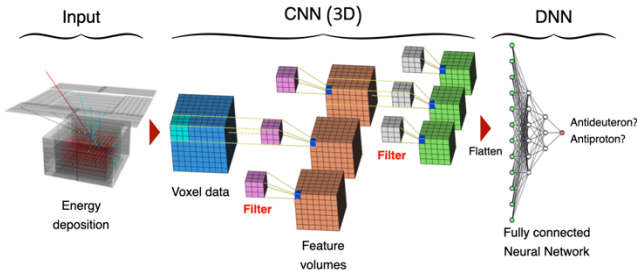 Input
CNN (3D)
DNN
Energy
deposition
Voxel data
Filter
Feature
volumes
Filter
Flatten
Antideuteron?
Antiproton?
Fully connected
Neural Network